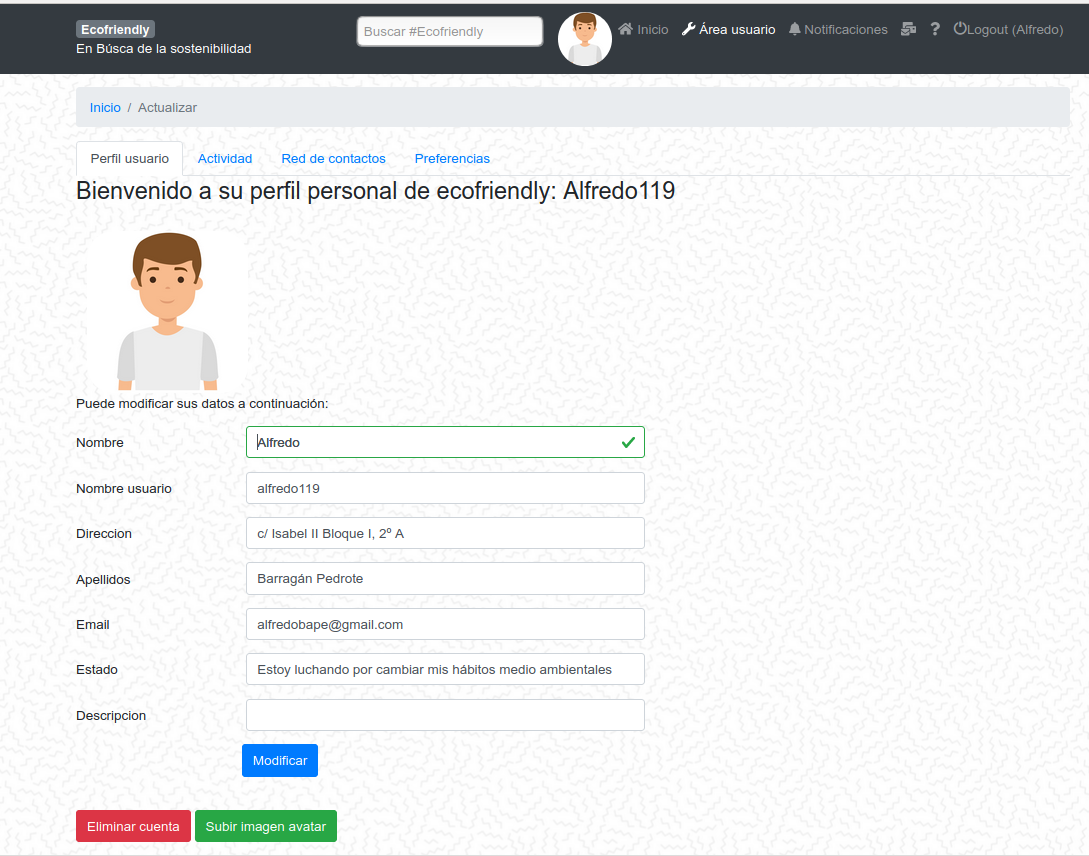 Ecofriendly
En Búsca de la sostenibilidad
Buscar #Ecofriendly
Inicio
Área usuario
Notificaciones
?
Logout (Alfredo)
Inicio / Actualizar
Perfil usuario
Actividad
Red de contactos
Preferencias
Bienvenido a su perfil personal de ecofriendly: Alfredo119
Puede modificar sus datos a continuación:
Nombre
Alfredo
Nombre usuario
alfredo119
Direccion
c/ Isabel II Bloque I, 2º A
Apellidos
Barragán Pedrote
Email
alfredobape@gmail.com
Estado
Estoy luchando por cambiar mis hábitos medio ambientales
Descripcion
Modificar
Eliminar cuenta
Subir imagen avatar